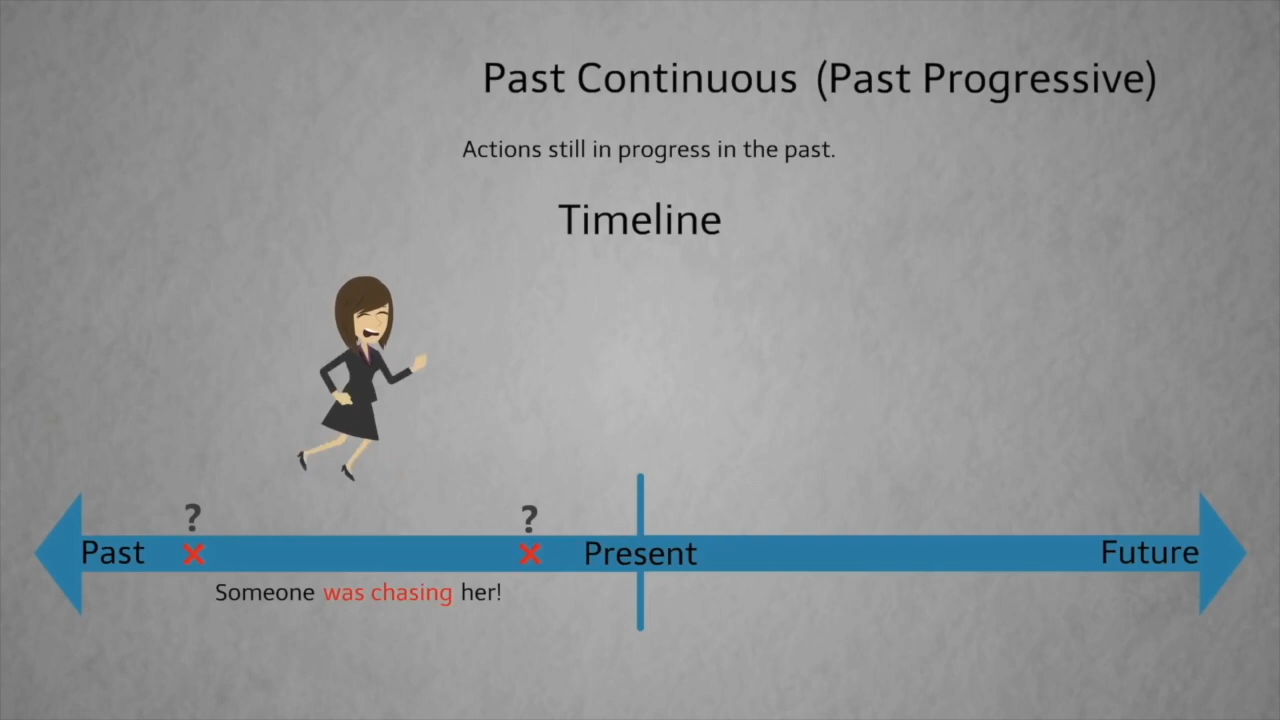 Past Continuous (Past Progressive)
Actions still in progress in the past.
Timeline
? ?
Past Present Future
Someone was chasing her!